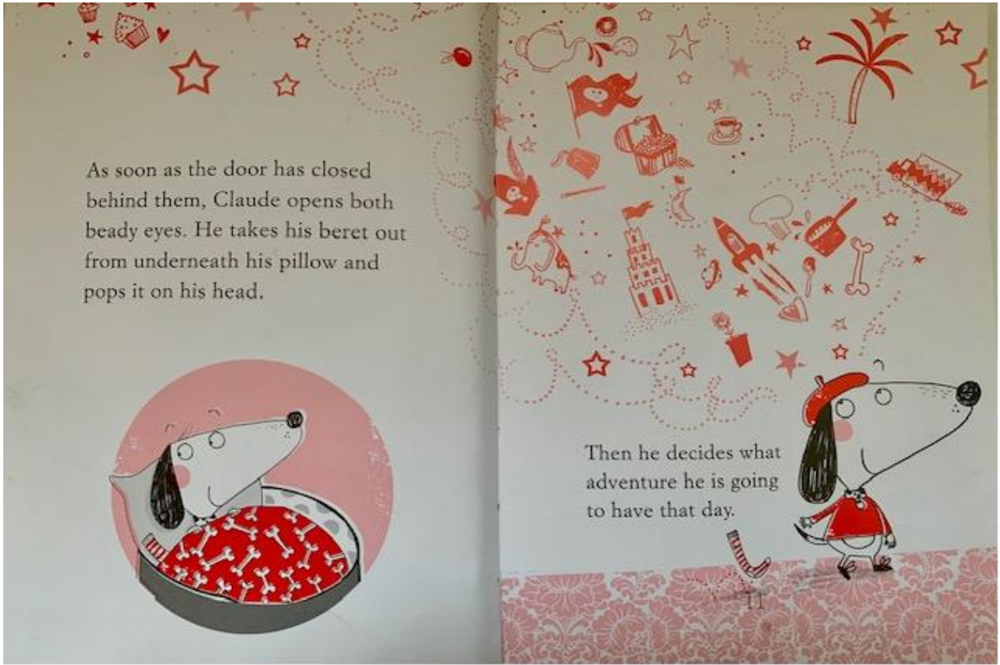 As soon as the door has closed
behind them, Claude opens both
beady eyes. He takes his beret out
from underneath his pillow and
pops it on his head.
Then he decides what
adventure he is going
to have that day.
11